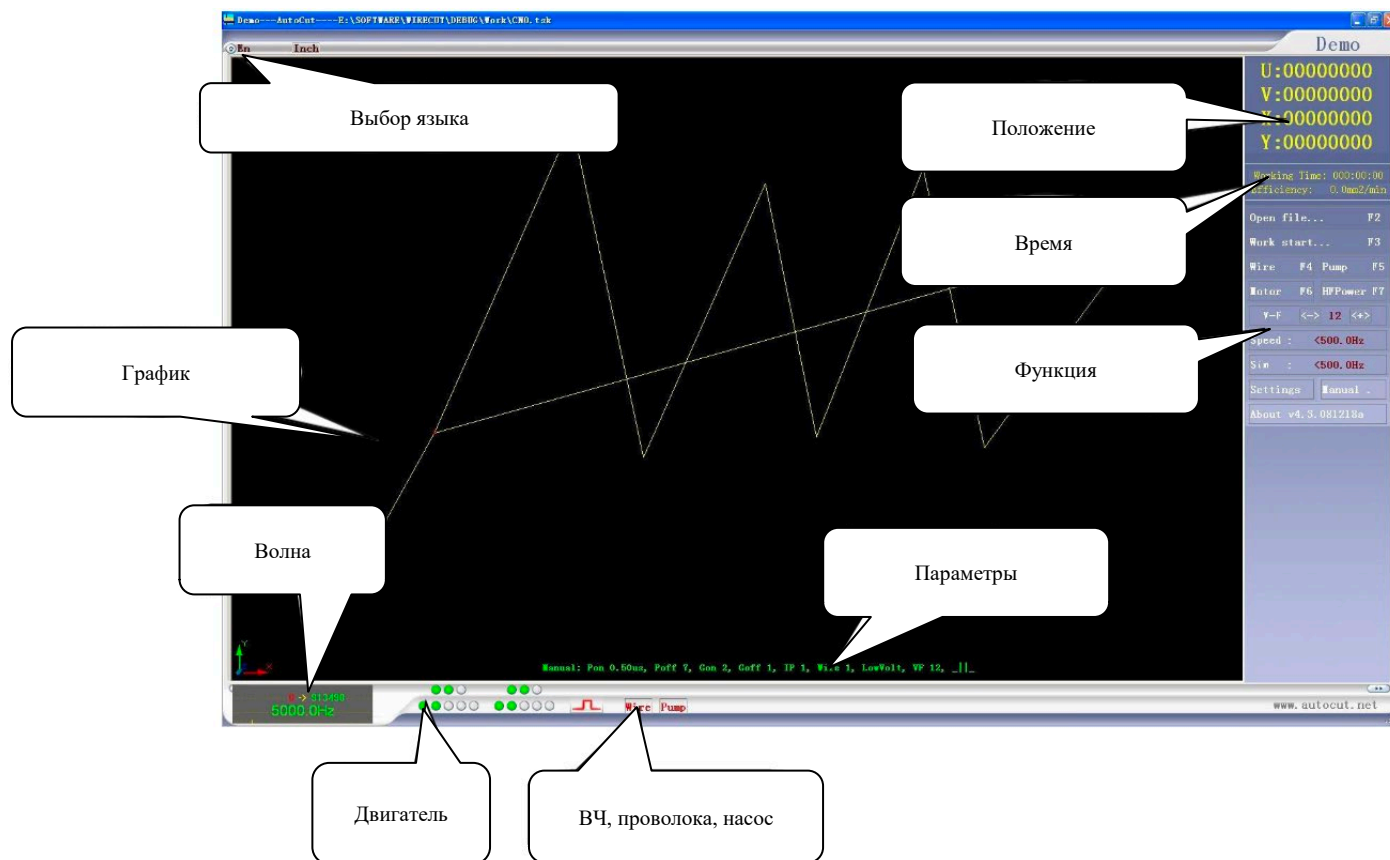 Demo---AutoCut----E:\SOFTWARE\WIRECUT\DEBUG\Work\CNO.tsk
En Inch Demo
Выбор языка
Положение
U:00000000
V:00000000
X:00000000
Y:00000000
Working Time: 000:00:00
Efficiency: 0.0mm2/min
Время
Open file... F2
Work start... F3
Wire F4 Pump F5
Motor F6 HFPower F7
V-F <-> 12 <+>
Speed : <500.0Hz
Sim : <500.0Hz
Settings Manual .
About v4.3.081218a
Функция
График
Волна
Параметры
Manual: Pon 0.50us, Poff 7, Gon 2, Goff 1, IP 1, Wire 1, LowVolt, VF 12, _||_
5000.0Hz
Wire Pump
www.autocut.net
Двигатель
ВЧ, проволока, насос